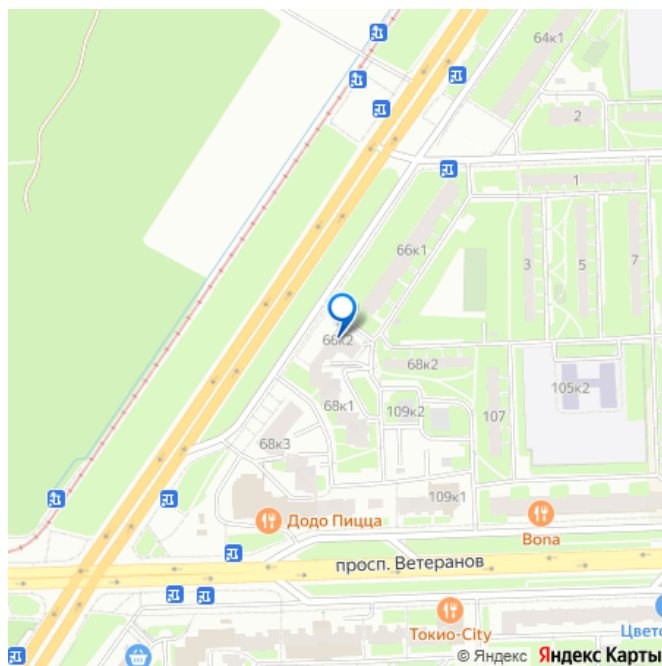 64к1
2
1
66к1
3
5
7
66к2
68к2
105к2
68к1
109к2
107
68к3
109к1
Додо Пицца
Bona
просп. Ветеранов
Токио-City
Цвето
© Яндекс Яндекс Карты